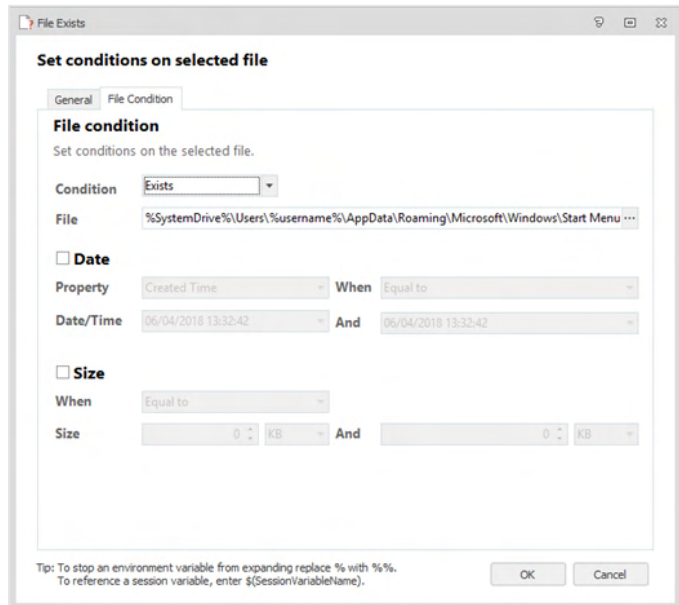 File Exists
Set conditions on selected file
General File Condition
File condition
Set conditions on the selected file.
Condition Exists
File %SystemDrive%\Users\%username%\AppData\Roaming\Microsoft\Windows\Start Menu ...
Date
Property Created Time When Equal to
Date/Time 06/04/2018 13:32:42 And 06/04/2018 13:32:42
Size
When Equal to
Size 0 KB And 0 KB
Tip: To stop an environment variable from expanding replace % with %%.
To reference a session variable, enter $(SessionVariableName).
OK Cancel